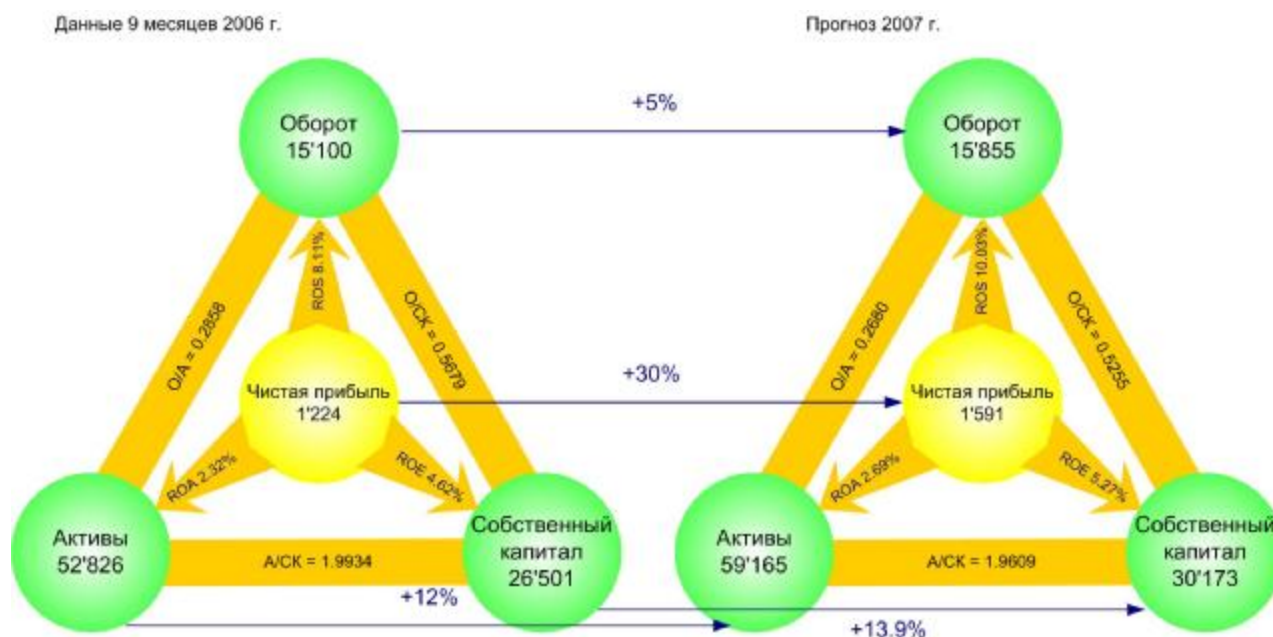 Данные 9 месяцев 2006 г.
Прогноз 2007 г.
Оборот
15'100
+5%
Оборот
15'855
O/A = 0.2858
ROS 8.11%
O/CK = 0.5679
O/A = 0.2680
ROS 10.03%
O/CK = 0.5255
Чистая прибыль
1'224
+30%
Чистая прибыль
1'591
ROA 2.32%
ROE 4.62%
ROA 2.69%
ROE 5.27%
Активы
52'826
A/CK = 1.9934
Собственный
капитал
26'501
Активы
59'165
A/CK = 1.9609
Собственный
капитал
30'173
+12%
+13.9%